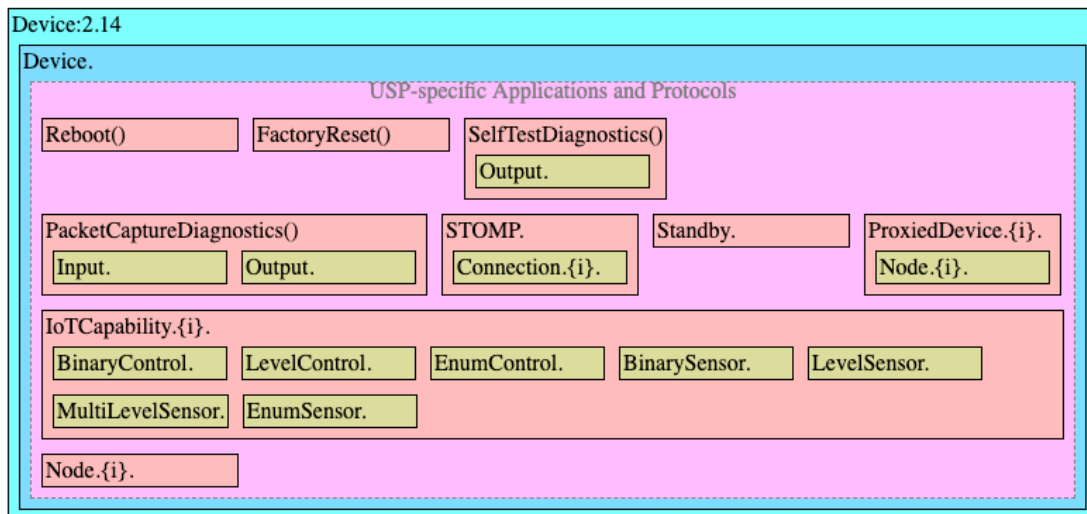 Device:2.14
Device.
USP-specific Applications and Protocols
Reboot()
FactoryReset()
SelfTestDiagnostics()
Output.
PacketCaptureDiagnostics()
Input.
Output.
STOMP.
Connection.{i}.
Standby.
ProxiedDevice.{i}.
Node.{i}.
IoTCapability.{i}.
BinaryControl.
LevelControl.
EnumControl.
BinarySensor.
LevelSensor.
MultiLevelSensor.
EnumSensor.
Node.{i}.